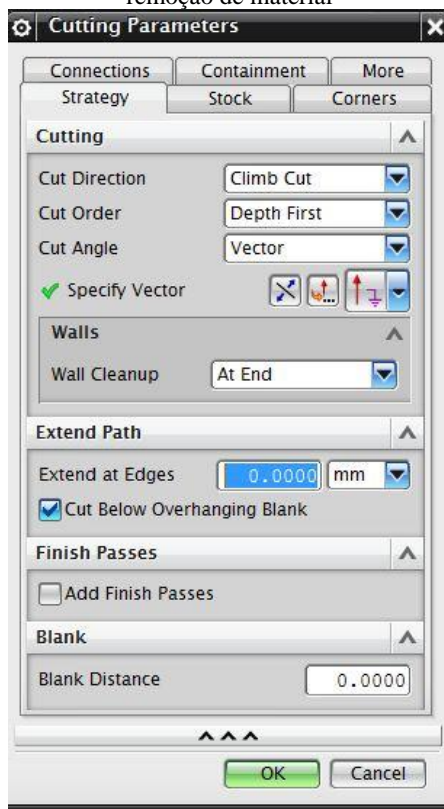 remoção de material
Cutting Parameters
Connections Containment More
Strategy Stock Corners
Cutting
Cut Direction Climb Cut
Cut Order Depth First
Cut Angle Vector
Specify Vector
Walls
Wall Cleanup At End
Extend Path
Extend at Edges 0.0000 mm
Cut Below Overhanging Blank
Finish Passes
Add Finish Passes
Blank
Blank Distance 0.0000
OK Cancel